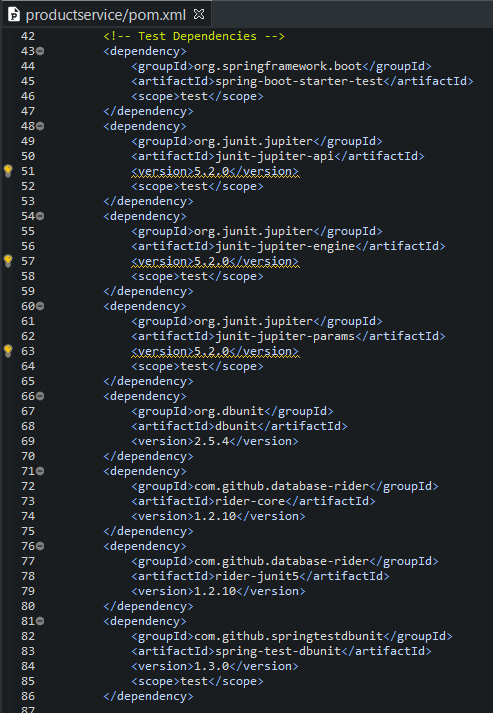 productservice/pom.xml
42 <!-- Test Dependencies -->
43 <dependency>
44 <groupId>org.springframework.boot</groupId>
45 <artifactId>spring-boot-starter-test</artifactId>
46 <scope>test</scope>
47 </dependency>
48 <dependency>
49 <groupId>org.junit.jupiter</groupId>
50 <artifactId>junit-jupiter-api</artifactId>
51 <version>5.2.0</version>
52 <scope>test</scope>
53 </dependency>
54 <dependency>
55 <groupId>org.junit.jupiter</groupId>
56 <artifactId>junit-jupiter-engine</artifactId>
57 <version>5.2.0</version>
58 <scope>test</scope>
59 </dependency>
60 <dependency>
61 <groupId>org.junit.jupiter</groupId>
62 <artifactId>junit-jupiter-params</artifactId>
63 <version>5.2.0</version>
64 <scope>test</scope>
65 </dependency>
66 <dependency>
67 <groupId>org.dbunit</groupId>
68 <artifactId>dbunit</artifactId>
69 <version>2.5.4</version>
70 </dependency>
71 <dependency>
72 <groupId>com.github.database-rider</groupId>
73 <artifactId>rider-core</artifactId>
74 <version>1.2.10</version>
75 </dependency>
76 <dependency>
77 <groupId>com.github.database-rider</groupId>
78 <artifactId>rider-junit5</artifactId>
79 <version>1.2.10</version>
80 </dependency>
81 <dependency>
82 <groupId>com.github.springtestdbunit</groupId>
83 <artifactId>spring-test-dbunit</artifactId>
84 <version>1.3.0</version>
85 <scope>test</scope>
86 </dependency>
87